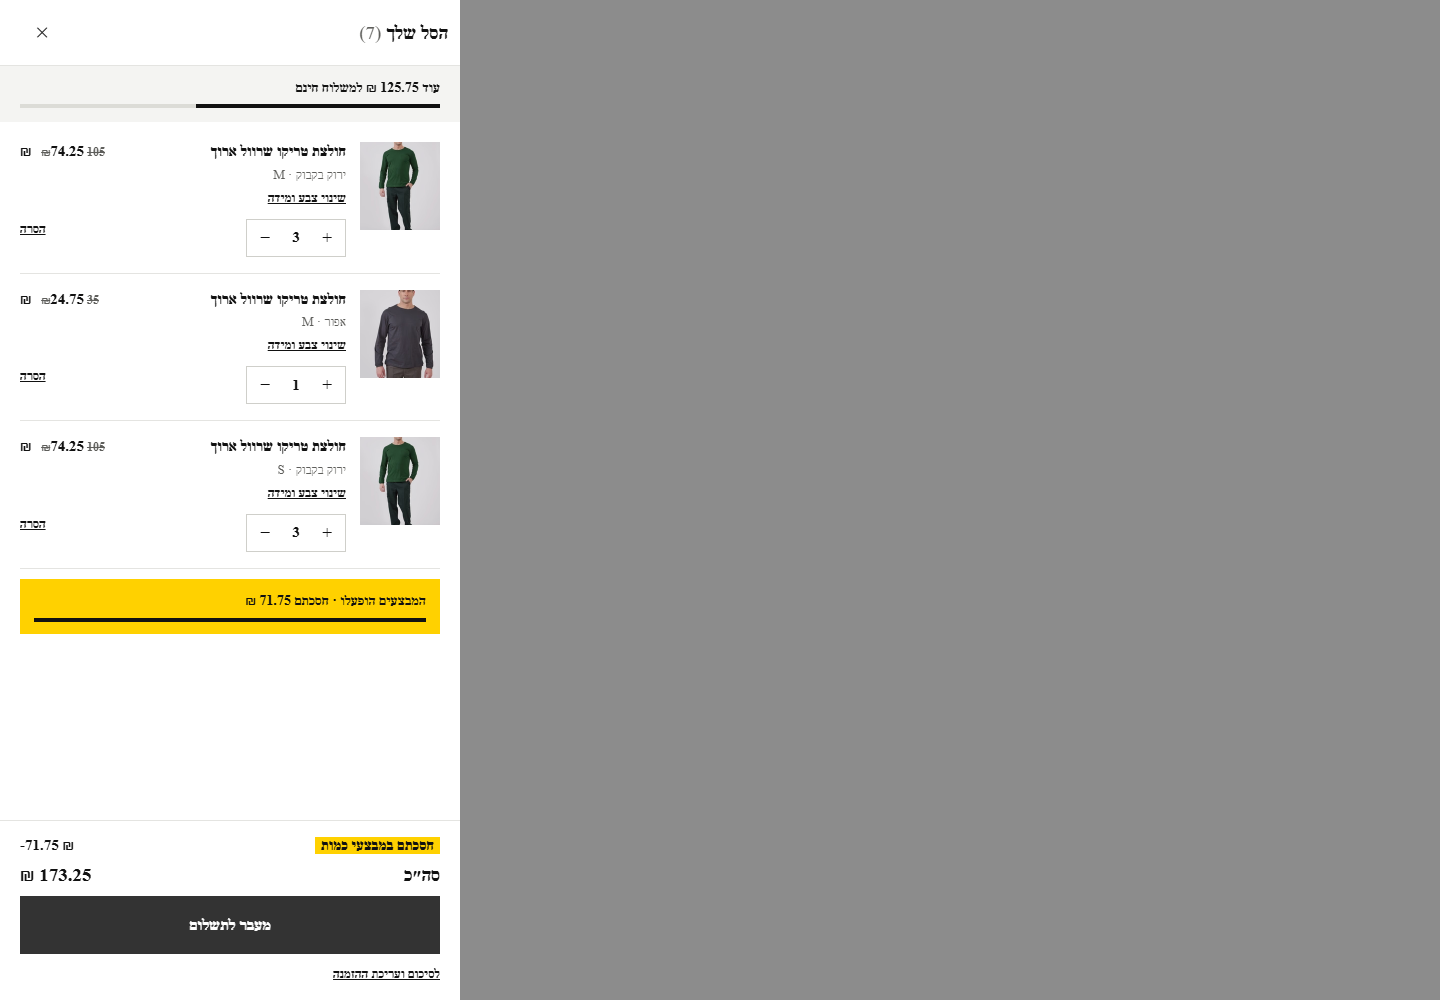 הסל שלך (7)
×
עוד 125.75 ₪ למשלוח חינם
חולצת טריקו שרוול ארוך
105 ₪74.25 ₪
ירוק בקבוק · M
שינוי צבע ומידה
+ 3 −
הסרה
חולצת טריקו שרוול ארוך
35 ₪24.75 ₪
אפור · M
שינוי צבע ומידה
+ 1 −
הסרה
חולצת טריקו שרוול ארוך
105 ₪74.25 ₪
ירוק בקבוק · S
שינוי צבע ומידה
+ 3 −
הסרה
המבצעים הופעלו · חסכתם 71.75 ₪
חסכתם במבצעי כמות
-71.75 ₪
סה״כ
173.25 ₪
מעבר לתשלום
לסיכום ועריכת ההזמנה